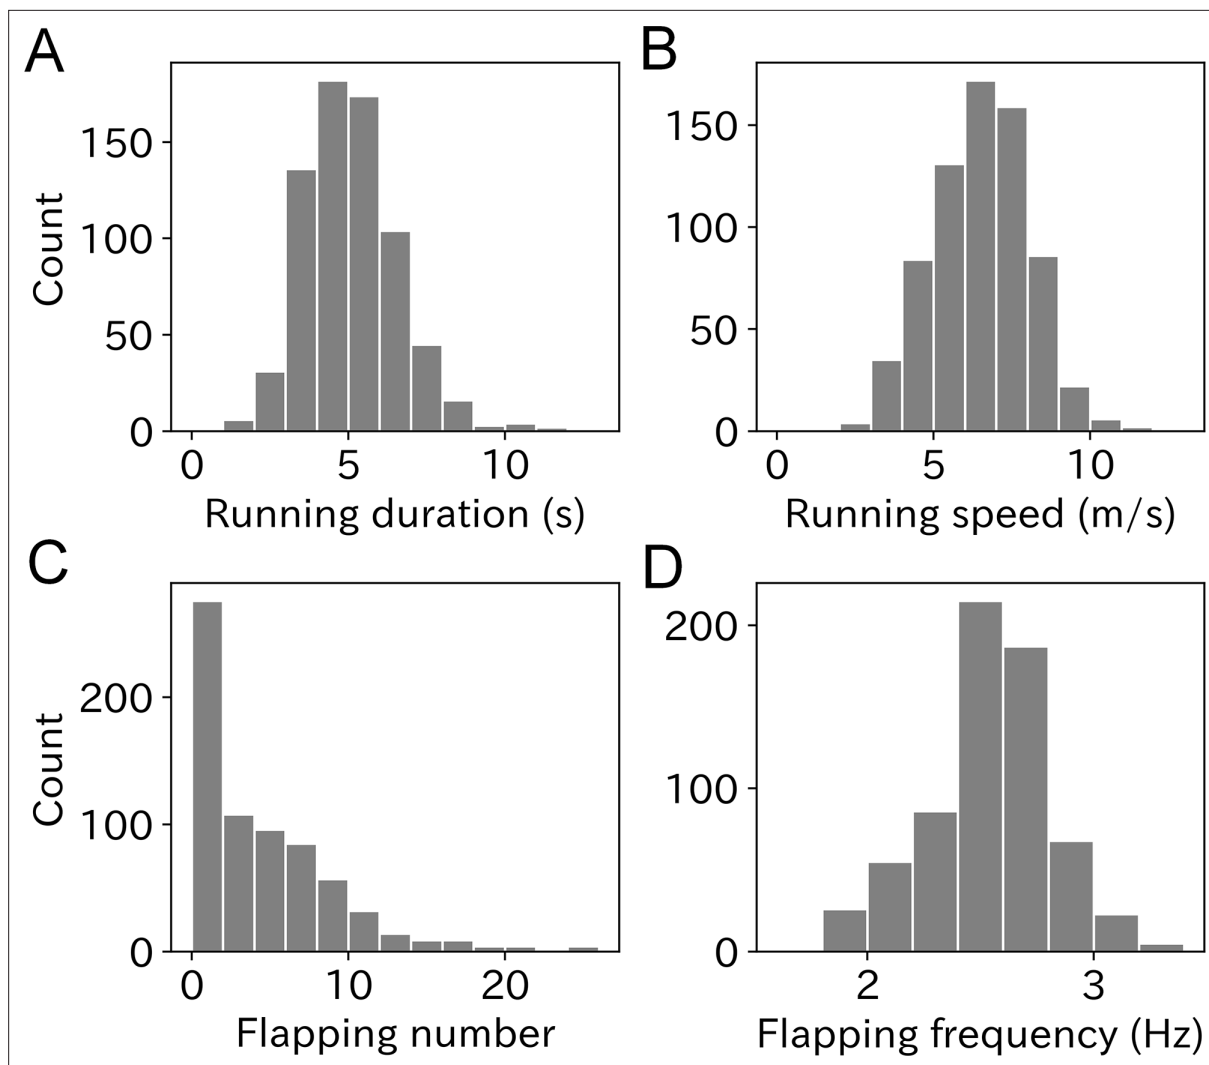 A
B
150
100
50
0
Count
0 5 10
Running duration (s)
150
100
50
0
0 5 10
Running speed (m/s)
C
D
200
100
0
Count
0 10 20
Flapping number
200
100
0
2 3
Flapping frequency (Hz)